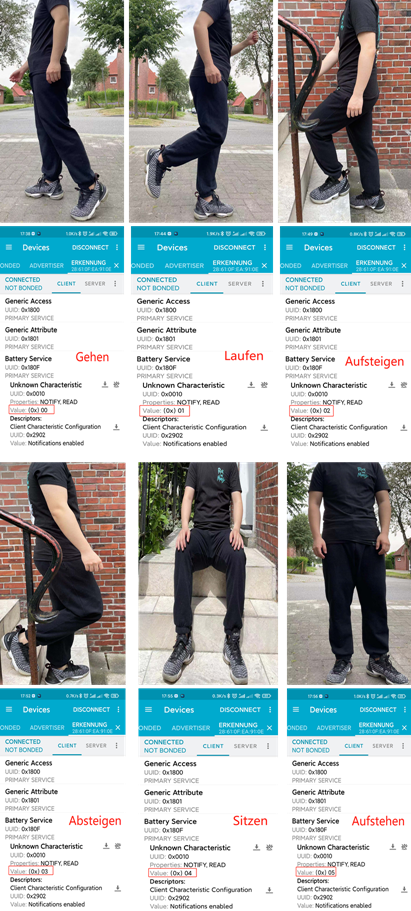 17:35 1.0K/s
Devices DISCONNECT
ONDED ADVERTISER ERKENNUNG
28:61:0F:EA:91:0E
CONNECTED
NOT BONDED CLIENT SERVER
Generic Access
UUID: 0x1800
PRIMARY SERVICE
Generic Attribute
UUID: 0x1801
PRIMARY SERVICE
Battery Service
UUID: 0x180F
PRIMARY SERVICE
Gehen
Unknown Characteristic
UUID: 0x0010
Properties: NOTIFY, READ
Value: (0x) 00
Descriptors:
Client Characteristic Configuration
UUID: 0x2902
Value: Notifications enabled
17:44 1.9K/s
Devices DISCONNECT
ONDED ADVERTISER ERKENNUNG
28:61:0F:EA:91:0E
CONNECTED
NOT BONDED CLIENT SERVER
Generic Access
UUID: 0x1800
PRIMARY SERVICE
Generic Attribute
UUID: 0x1801
PRIMARY SERVICE
Battery Service
UUID: 0x180F
PRIMARY SERVICE
Laufen
Unknown Characteristic
UUID: 0x0010
Properties: NOTIFY, READ
Value: (0x) 01
Descriptors:
Client Characteristic Configuration
UUID: 0x2902
Value: Notifications enabled
17:49 0.8K/s
Devices DISCONNECT
ONDED ADVERTISER ERKENNUNG
28:61:0F:EA:91:0E
CONNECTED
NOT BONDED CLIENT SERVER
Generic Access
UUID: 0x1800
PRIMARY SERVICE
Generic Attribute
UUID: 0x1801
PRIMARY SERVICE
Battery Service
UUID: 0x180F
PRIMARY SERVICE
Aufsteigen
Unknown Characteristic
UUID: 0x0010
Properties: NOTIFY, READ
Value: (0x) 02
Descriptors:
Client Characteristic Configuration
UUID: 0x2902
Value: Notifications enabled
17:52 0.7K/s
Devices DISCONNECT
ONDED ADVERTISER ERKENNUNG
28:61:0F:EA:91:0E
CONNECTED
NOT BONDED CLIENT SERVER
Generic Access
UUID: 0x1800
PRIMARY SERVICE
Generic Attribute
UUID: 0x1801
PRIMARY SERVICE
Battery Service
UUID: 0x180F
PRIMARY SERVICE
Absteigen
Unknown Characteristic
UUID: 0x0010
Properties: NOTIFY, READ
Value: (0x) 03
Descriptors:
Client Characteristic Configuration
UUID: 0x2902
Value: Notifications enabled
17:55 0.3K/s
Devices DISCONNECT
ONDED ADVERTISER ERKENNUNG
28:61:0F:EA:91:0E
CONNECTED
NOT BONDED CLIENT SERVER
Generic Access
UUID: 0x1800
PRIMARY SERVICE
Generic Attribute
UUID: 0x1801
PRIMARY SERVICE
Battery Service
UUID: 0x180F
PRIMARY SERVICE
Sitzen
Unknown Characteristic
UUID: 0x0010
Properties: NOTIFY, READ
Value: (0x) 04
Descriptors:
Client Characteristic Configuration
UUID: 0x2902
Value: Notifications enabled
17:56 1.0K/s
Devices DISCONNECT
ONDED ADVERTISER ERKENNUNG
28:61:0F:EA:91:0E
CONNECTED
NOT BONDED CLIENT SERVER
Generic Access
UUID: 0x1800
PRIMARY SERVICE
Generic Attribute
UUID: 0x1801
PRIMARY SERVICE
Battery Service
UUID: 0x180F
PRIMARY SERVICE
Aufstehen
Unknown Characteristic
UUID: 0x0010
Properties: NOTIFY, READ
Value: (0x) 05
Descriptors:
Client Characteristic Configuration
UUID: 0x2902
Value: Notifications enabled